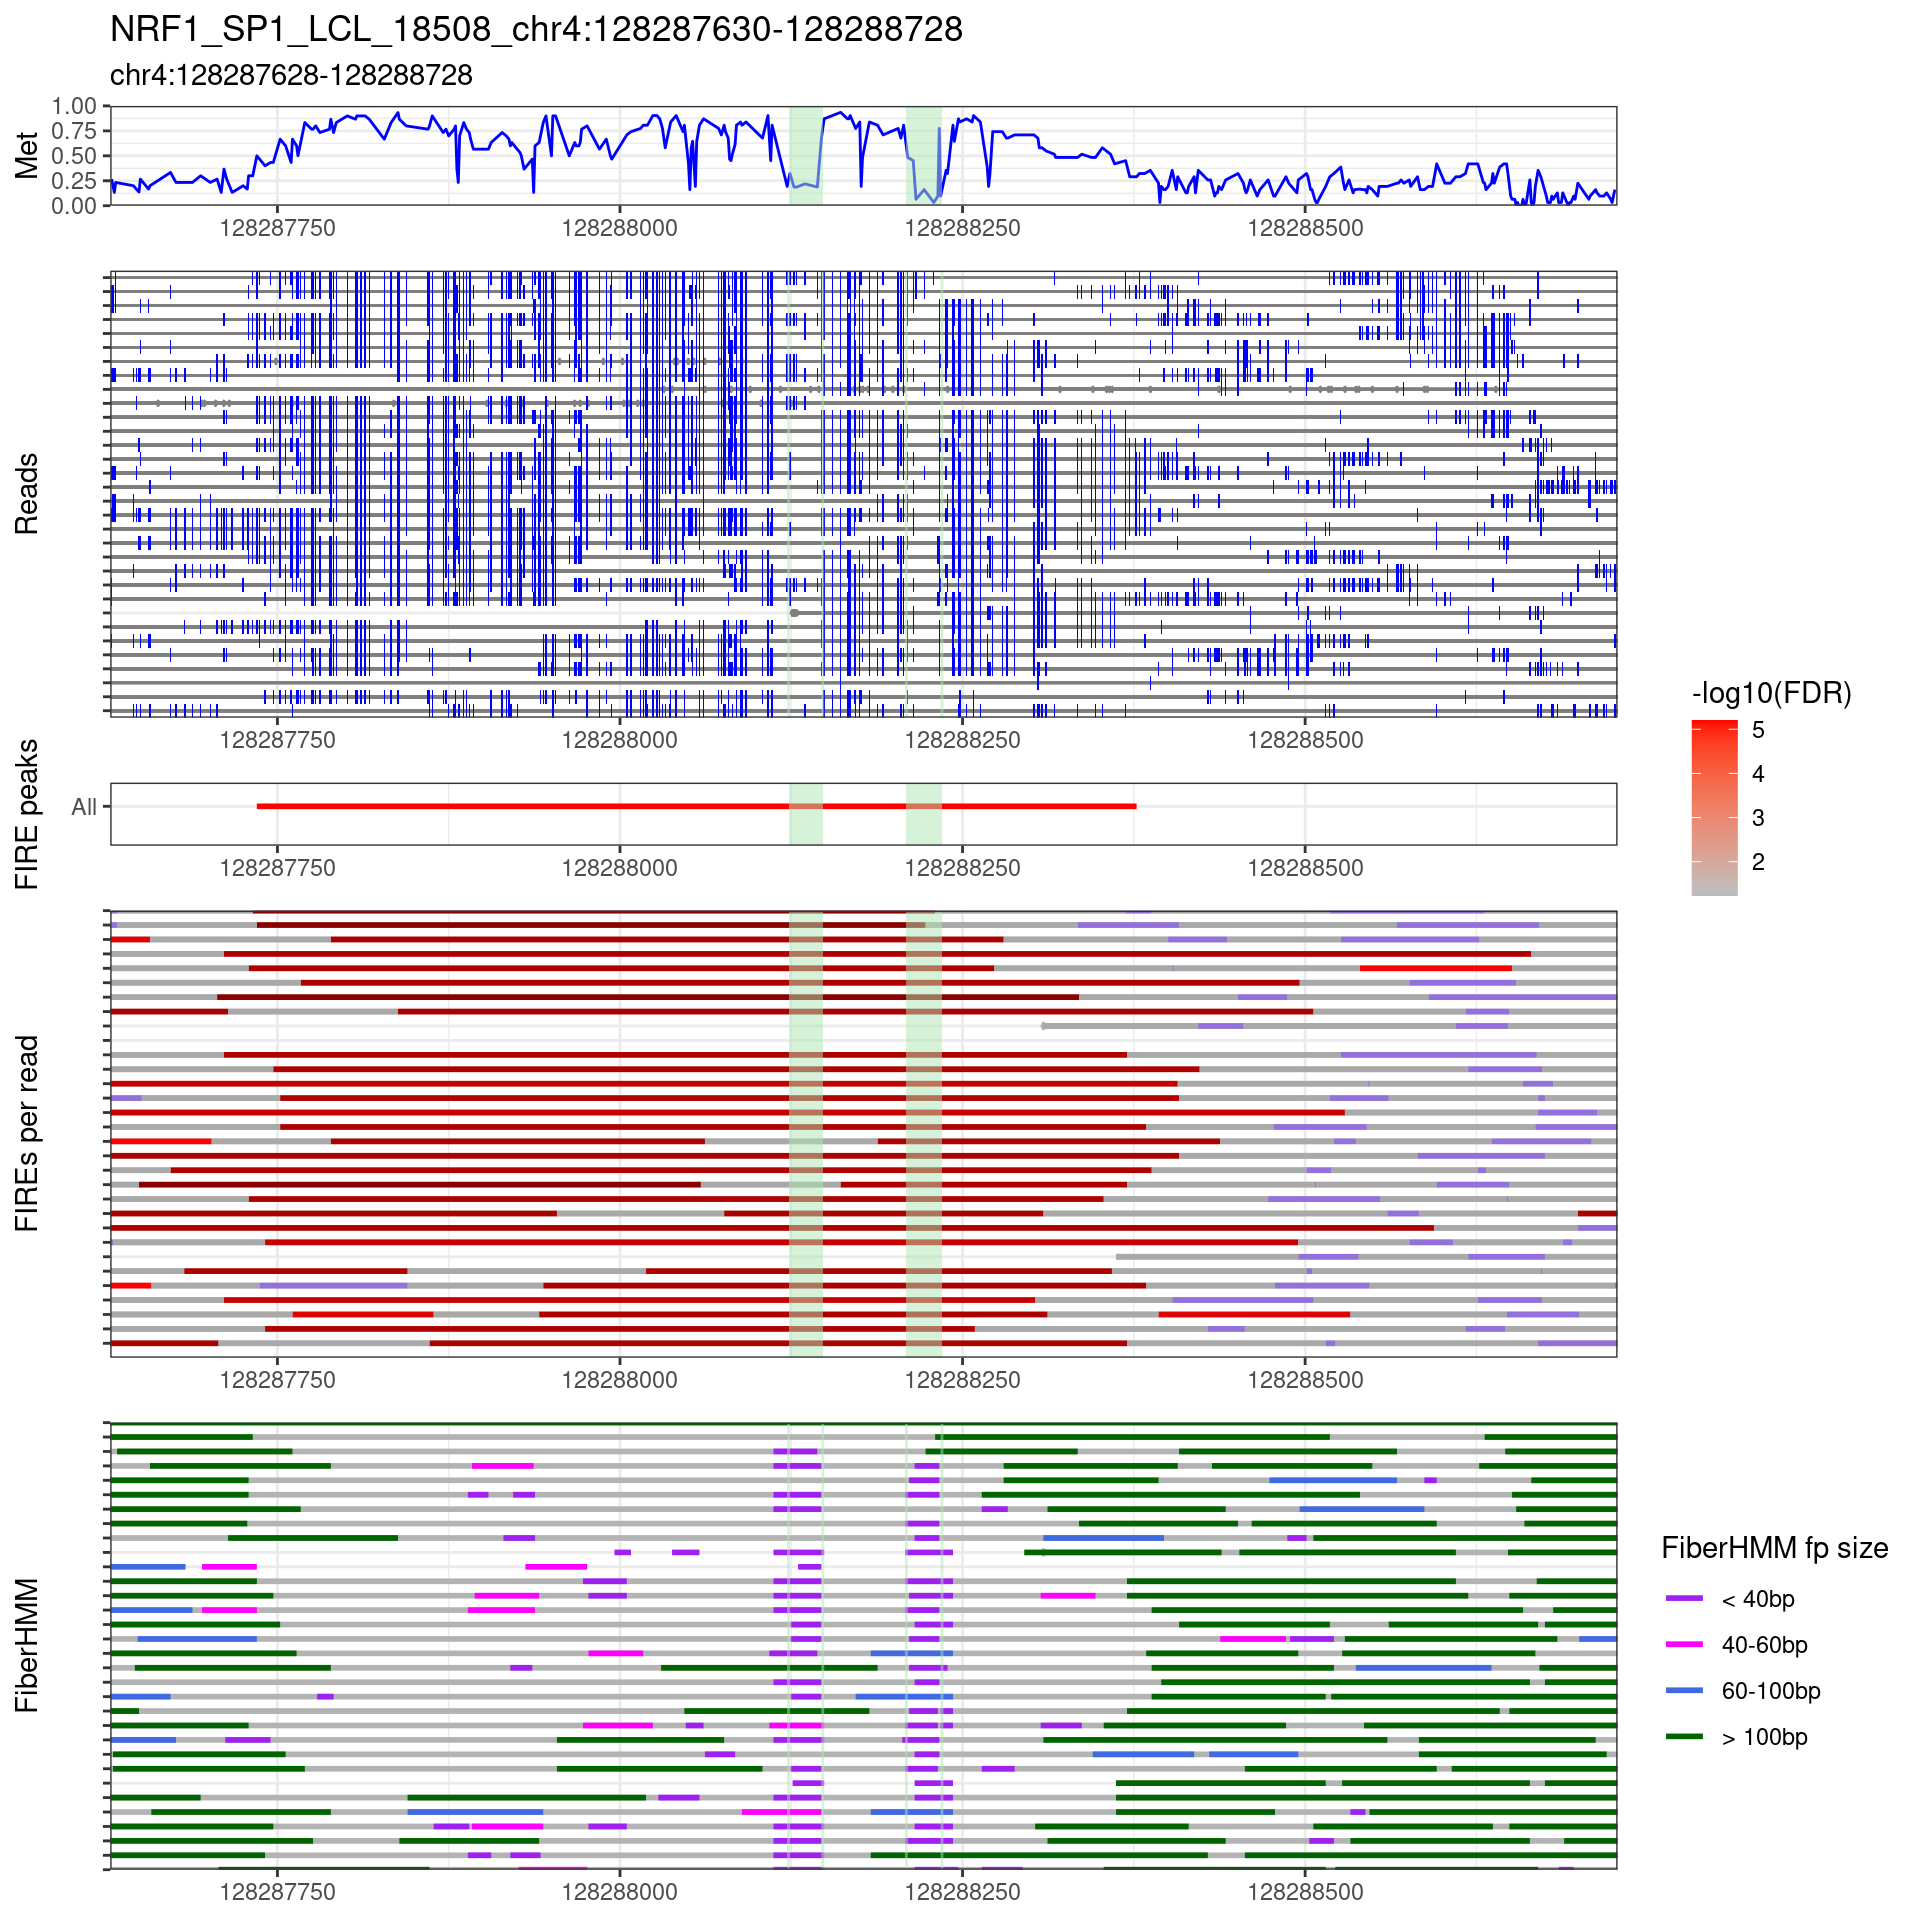 NRF1_SP1_LCL_18508_chr4:128287630-128288728
chr4:128287628-128288728
Met
1.00
0.75
0.50
0.25
0.00
128287750 128288000 128288250 128288500
Reads
128287750 128288000 128288250 128288500
FIRE peaks
All
128287750 128288000 128288250 128288500
-log10(FDR)
5
4
3
2
FIREs per read
128287750 128288000 128288250 128288500
FiberHMM
128287750 128288000 128288250 128288500
FiberHMM fp size
< 40bp
40-60bp
60-100bp
> 100bp